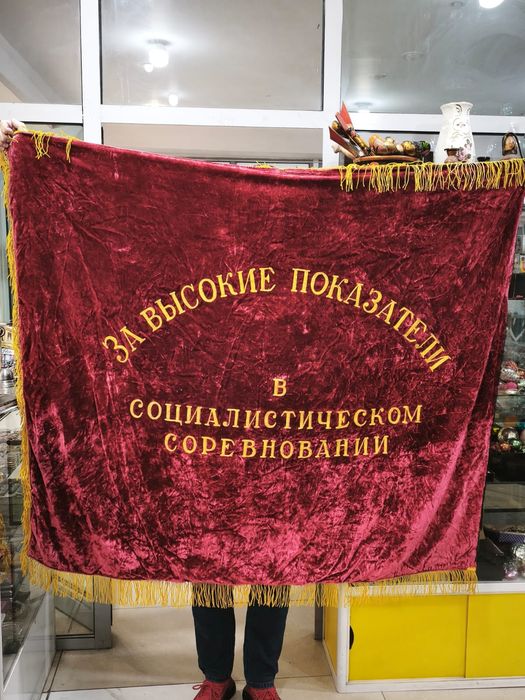 ЗА ВЫСОКИЕ ПОКАЗАТЕЛИ
В
СОЦИАЛИСТИЧЕСКОМ
СОРЕВНОВАНИИ